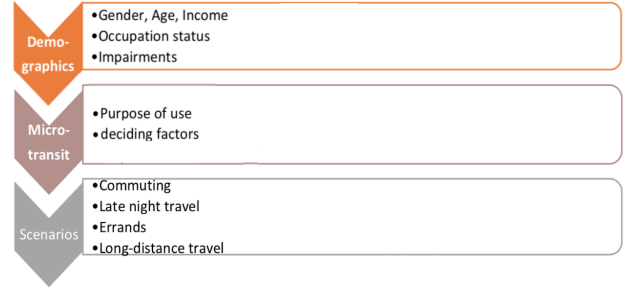 Demo-
graphics
•Gender, Age, Income
•Occupation status
•Impairments
Micro-
transit
•Purpose of use
•deciding factors
Scenarios
•Commuting
•Late night travel
•Errands
•Long-distance travel